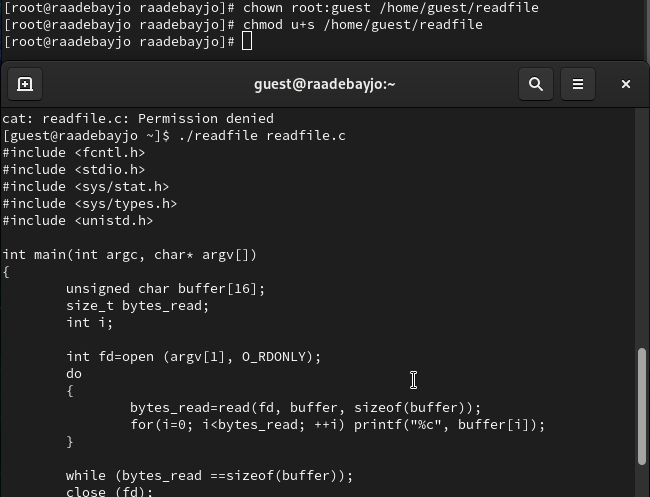 [root@raadebayjo raadebayjo]# chown root:guest /home/guest/readfile
[root@raadebayjo raadebayjo]# chmod u+s /home/guest/readfile
[root@raadebayjo raadebayjo]#
guest@raadebayjo:~
cat: readfile.c: Permission denied
[guest@raadebayjo ~]$ ./readfile readfile.c
#include <fcntl.h>
#include <stdio.h>
#include <sys/stat.h>
#include <sys/types.h>
#include <unistd.h>

int main(int argc, char* argv[])
{
        unsigned char buffer[16];
        size_t bytes_read;
        int i;

        int fd=open (argv[1], O_RDONLY);
        do
        {
                bytes_read=read(fd, buffer, sizeof(buffer));
                for(i=0; i<bytes_read; ++i) printf("%c", buffer[i]);
        }

        while (bytes_read ==sizeof(buffer));
        close (fd);